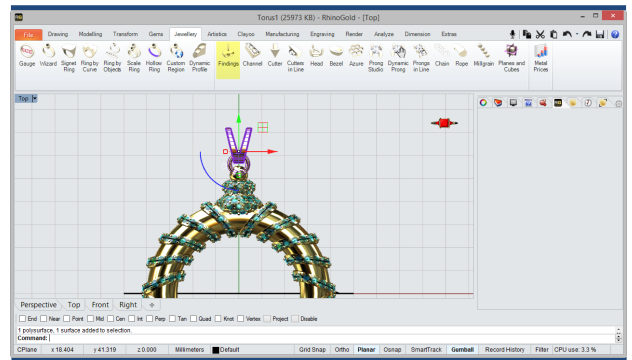 Torus1 (25973 KB) - RhinoGold - [Top]
File Drawing Modelling Transform Gems Jewellery Artistics Clayoo Manufacturing Engraving Render Analyze Dimension Extras
Gauge Wizard Signet Ring Ring by Curve Ring by Objects Scale Ring Hollow Ring Custom Region Dynamic Profile Findings Channel Cutter Cutters in Line Head Bezel Azure Prong Studio Dynamic Prong Prongs in Line Chain Rope Millgrain Planes and Cubes Metal Prices
Top
Perspective Top Front Right
End Near Point Mid Cen Int Perp Tan Quad Knot Vertex Project Disable
1 polysurface, 1 surface added to selection.
Command:
CPlane x 18.404 y 41.319 z 0.000 Millimeters Default Grid Snap Ortho Planar Osnap SmartTrack Gumball Record History Filter CPU use: 3.3 %